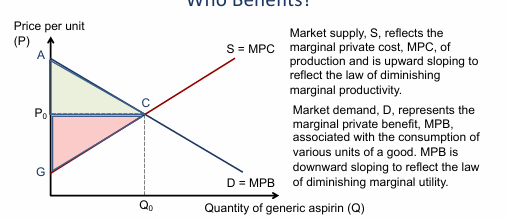 Who Benefits?
Price per unit
(P)
A
S = MPC
C
P0
G
D = MPB
Q0
Quantity of generic aspirin (Q)
Market supply, S, reflects the
marginal private cost, MPC, of
production and is upward sloping to
reflect the law of diminishing
marginal productivity.
Market demand, D, represents the
marginal private benefit, MPB,
associated with the consumption of
various units of a good. MPB is
downward sloping to reflect the law
of diminishing marginal utility.